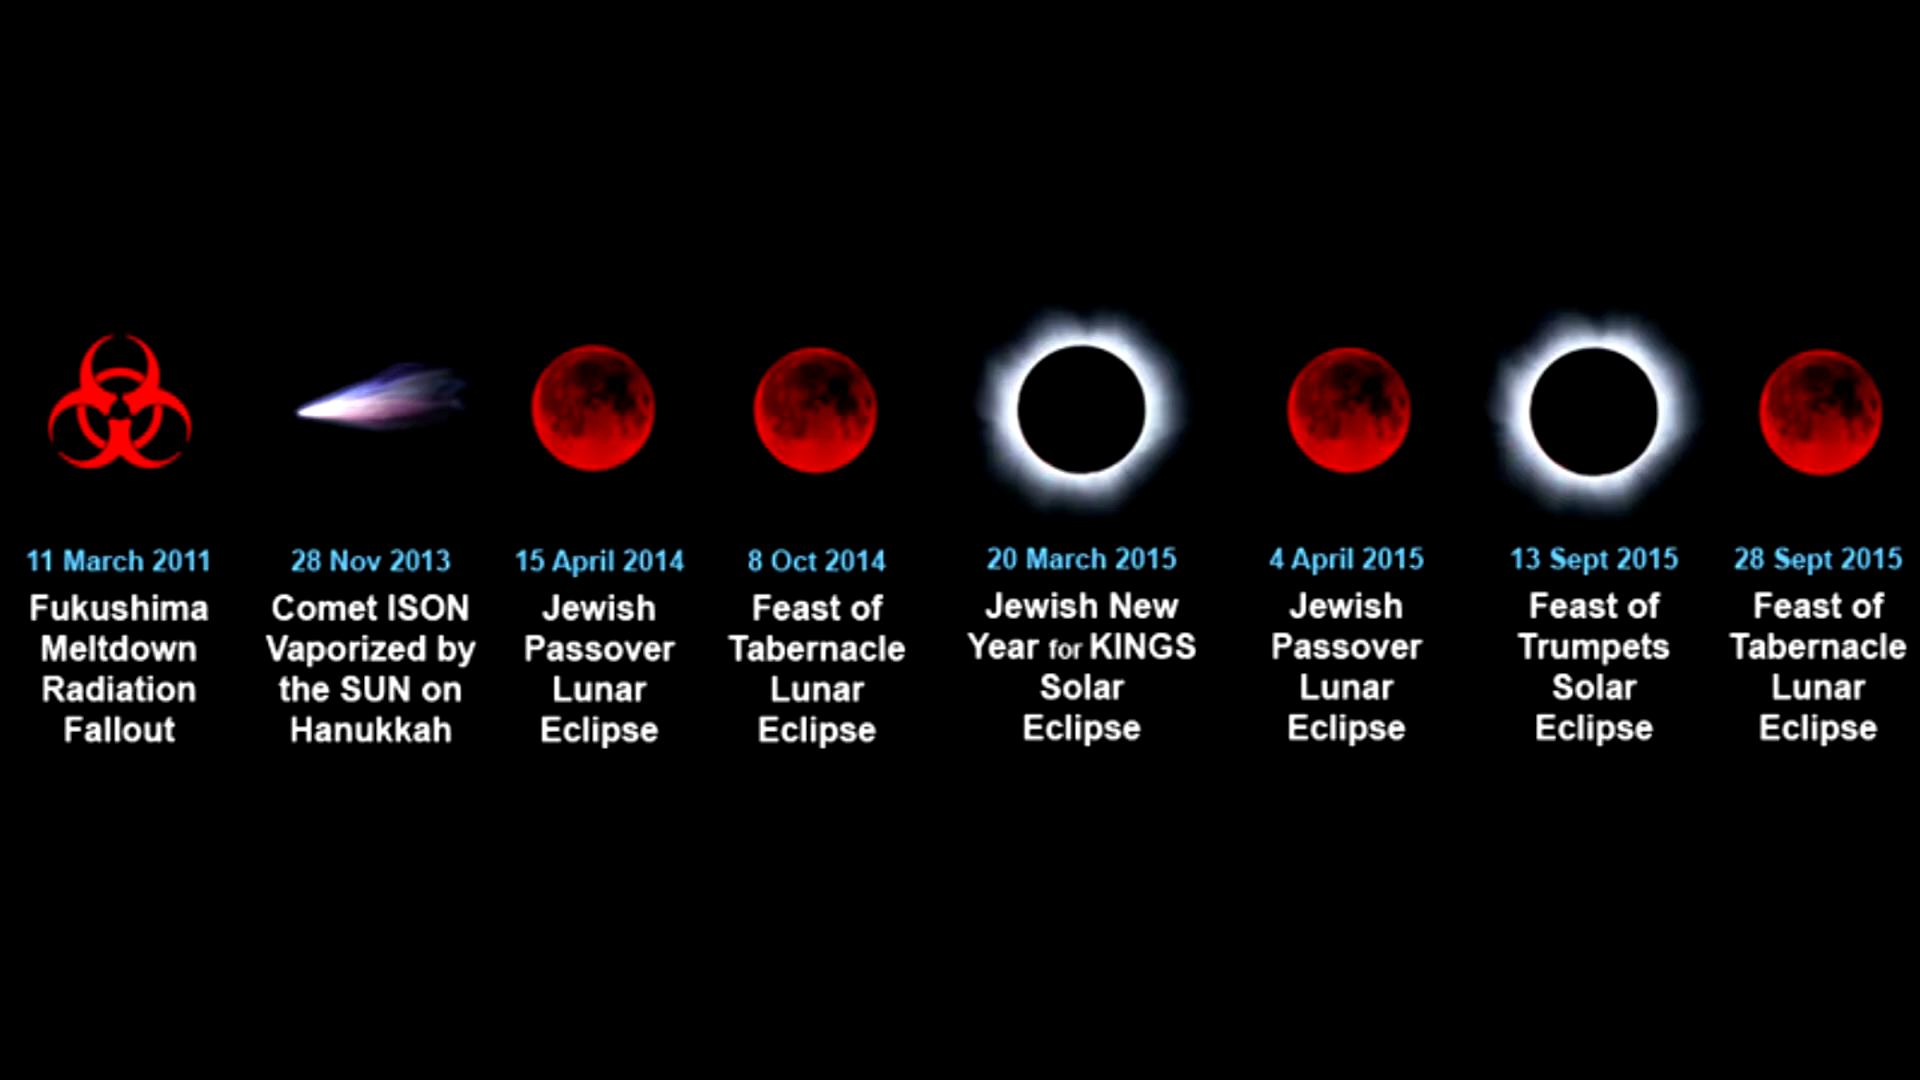 11 March 2011
Fukushima
Meltdown
Radiation
Fallout
28 Nov 2013
Comet ISON
Vaporized by
the SUN on
Hanukkah
15 April 2014
Jewish
Passover
Lunar
Eclipse
8 Oct 2014
Feast of
Tabernacle
Lunar
Eclipse
20 March 2015
Jewish New
Year for KINGS
Solar
Eclipse
4 April 2015
Jewish
Passover
Lunar
Eclipse
13 Sept 2015
Feast of
Trumpets
Solar
Eclipse
28 Sept 2015
Feast of
Tabernacle
Lunar
Eclipse